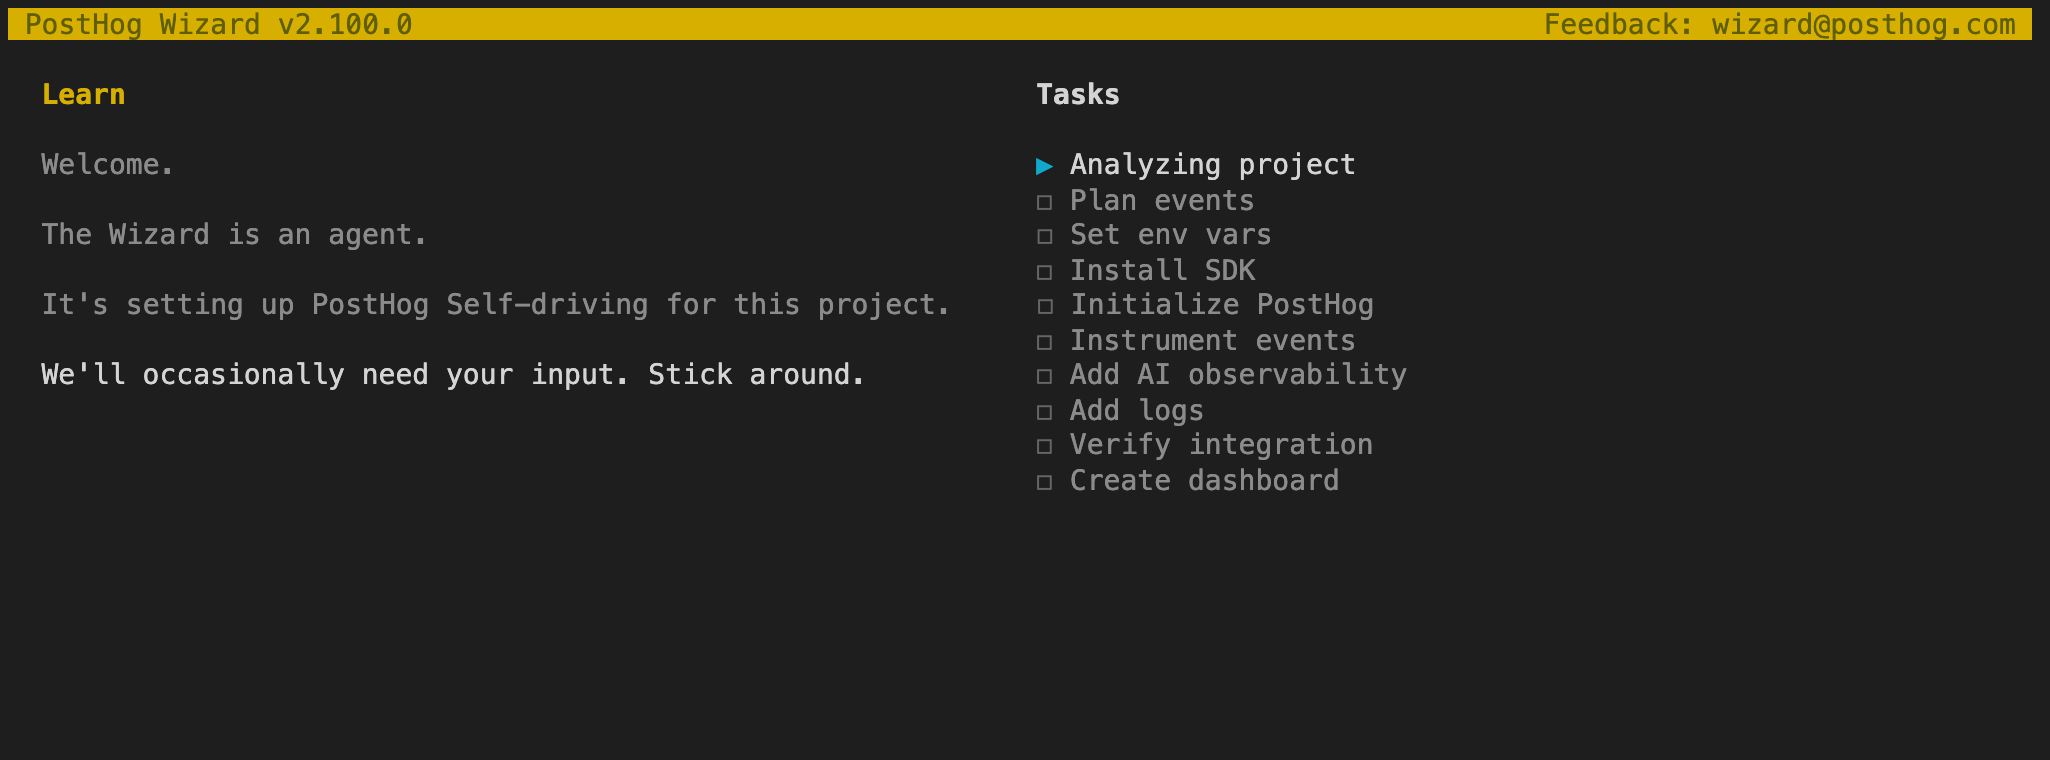 PostHog Wizard v2.100.0
Feedback: wizard@posthog.com
Learn
Welcome.
The Wizard is an agent.
It's setting up PostHog Self-driving for this project.
We'll occasionally need your input. Stick around.
Tasks
▶ Analyzing project
□ Plan events
□ Set env vars
□ Install SDK
□ Initialize PostHog
□ Instrument events
□ Add AI observability
□ Add logs
□ Verify integration
□ Create dashboard